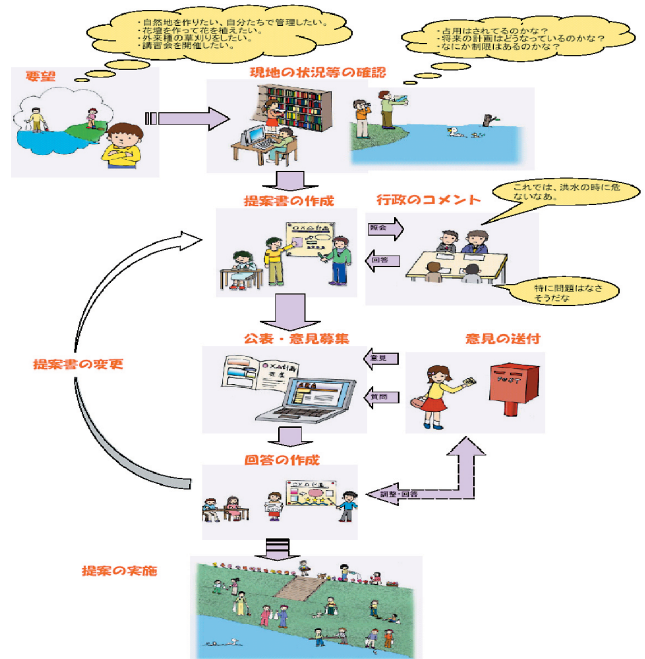 ・自然地を作りたい、自分たちで管理したい。
・花壇を作って花を植えたい。
・外来種の草刈りをしたい。
・講習会を開催したい。
・占用はされてるのかな?
・将来の計画はどうなっているのかな?
・なにか制限はあるのかな?
要望
現地の状況等の確認
提案書の作成
行政のコメント
これでは、洪水の時に危
ないなあ。
照会
回答
特に問題はなさ
そうだな
公表・意見募集
意見の送付
意見
質問
提案書の変更
回答の作成
調整・回答
提案の実施